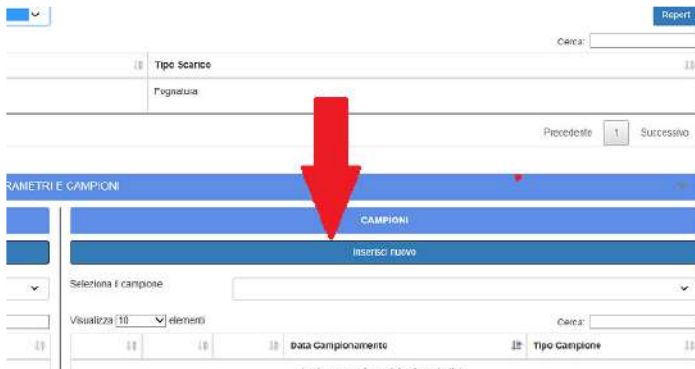 Report
Cerca:
Tipo Scarico
Fognatura
Precedente 1 Successivo
RAMETRI E CAMPIONI
CAMPIONI
Inserisci nuovo
Seleziona il campione
Visualizza 10 elementi
Cerca:
Data Campionamento Tipo Campione